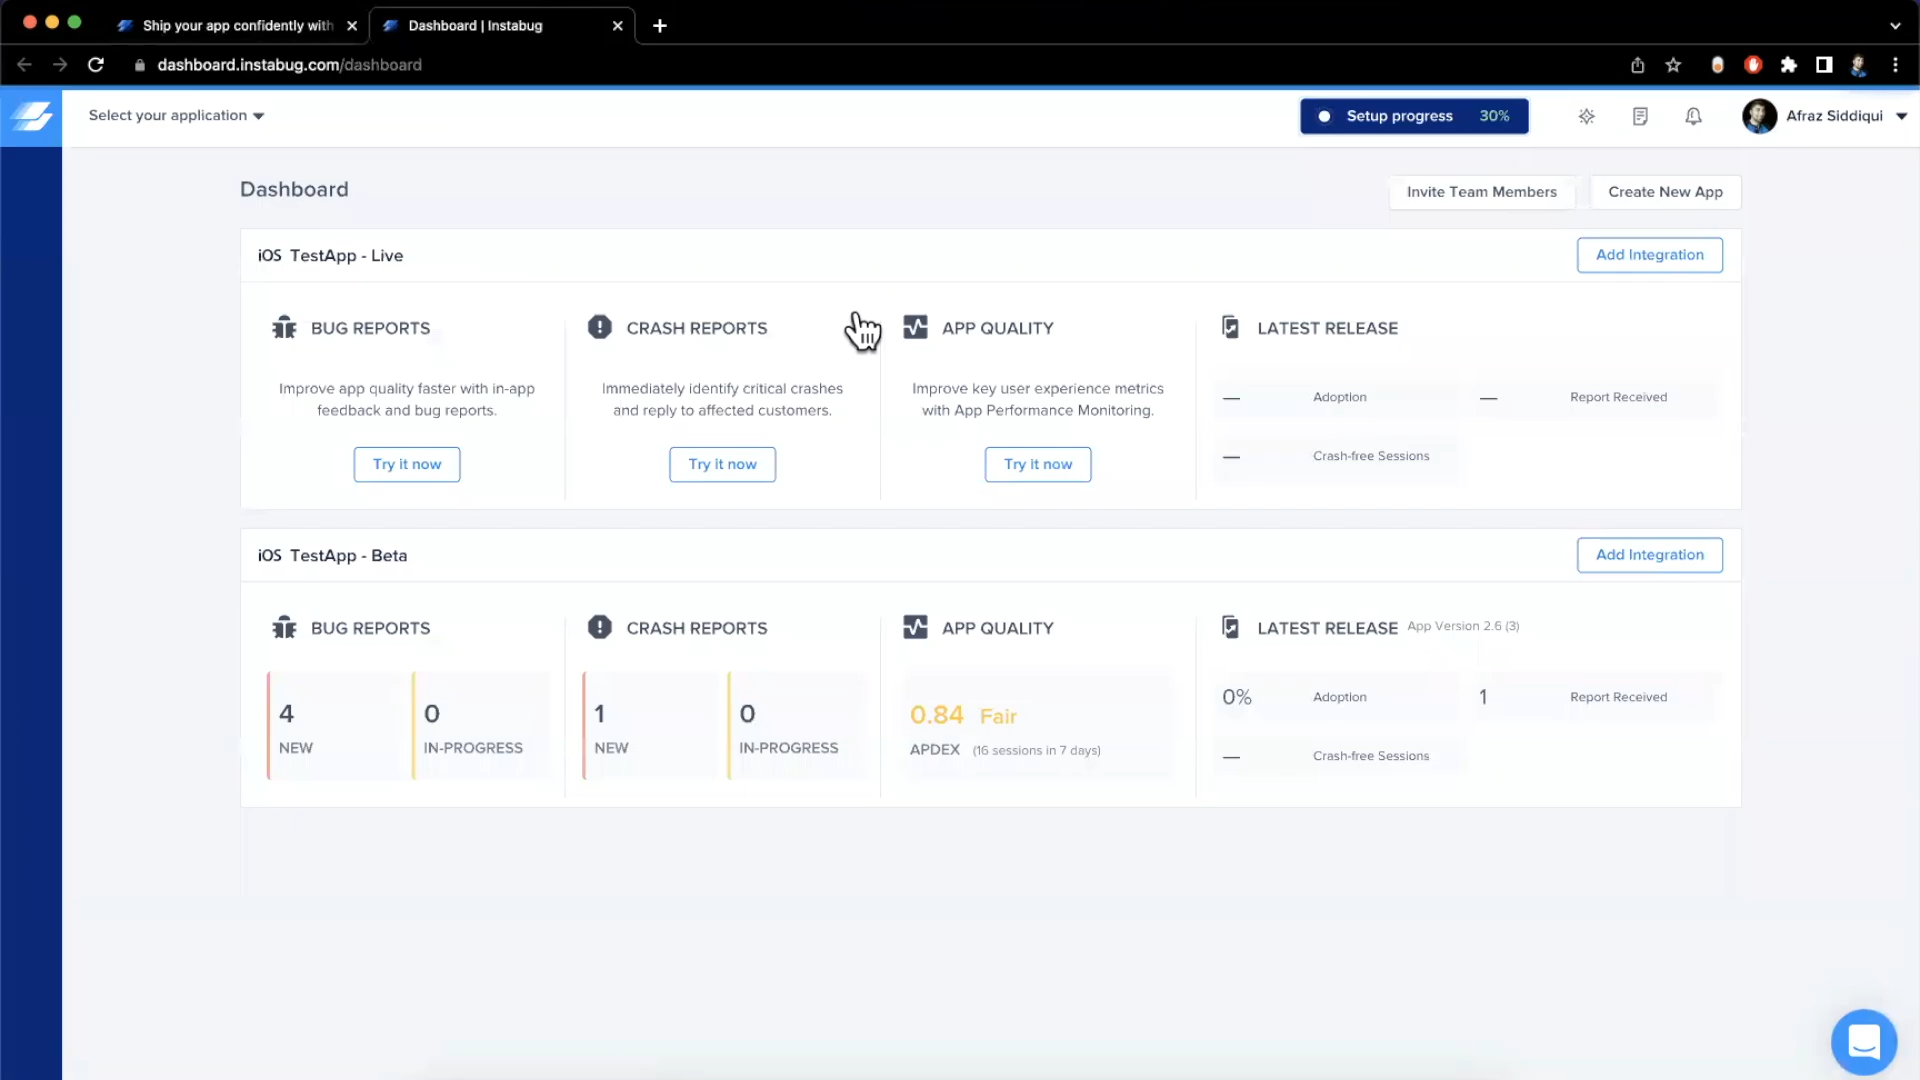 Ship your app confidently with
Dashboard | Instabug
dashboard.instabug.com/dashboard
Select your application
Setup progress 30%
Afraz Siddiqui
Dashboard
Invite Team Members
Create New App
iOS TestApp - Live
Add Integration
BUG REPORTS
Improve app quality faster with in-app
feedback and bug reports.
Try it now
CRASH REPORTS
Immediately identify critical crashes
and reply to affected customers.
Try it now
APP QUALITY
Improve key user experience metrics
with App Performance Monitoring.
Try it now
LATEST RELEASE
— Adoption
— Report Received
— Crash-free Sessions
iOS TestApp - Beta
Add Integration
BUG REPORTS
4
NEW
0
IN-PROGRESS
CRASH REPORTS
1
NEW
0
IN-PROGRESS
APP QUALITY
0.84 Fair
APDEX (16 sessions in 7 days)
LATEST RELEASE App Version 2.6 (3)
0% Adoption
1 Report Received
— Crash-free Sessions